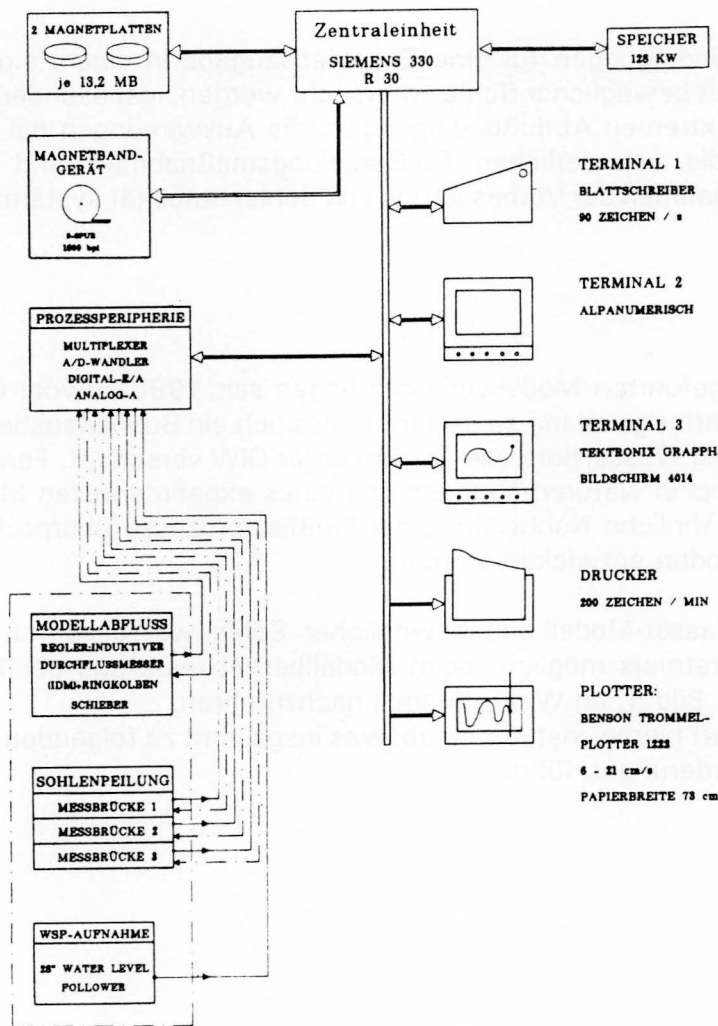 2 MAGNETPLATTEN
je 13,2 MB
Zentraleinheit
SIEMENS 330
R 30
SPEICHER
128 KW
MAGNETBAND-
GERÄT
9-SPUR
1600 bpi
TERMINAL 1
BLATTSCHREIBER
90 ZEICHEN / s
TERMINAL 2
ALPANUMERISCH
PROZESSPERIPHERIE
MULTIPLEXER
A/D-WANDLER
DIGITAL-E/A
ANALOG-A
TERMINAL 3
TEKTRONIX GRAPPH
BILDSCHIRM 4014
DRUCKER
200 ZEICHEN / MIN
MODELLABFLUSS
REGLER:INDUKTIVER
DURCHFLUSSMESSER
(IDM)+RINGKOLBEN
SCHIEBER
PLOTTER:
BENSON TROMMEL-
PLOTTER 1222
cm/s
PAPIERBREITE 73 cm
SOHLENPEILUNG
MESSBRÜCKE 1
MESSBRÜCKE 2
MESSBRÜCKE 3
WSP-AUFNAHME
WATER LEVEL
FOLLOWER